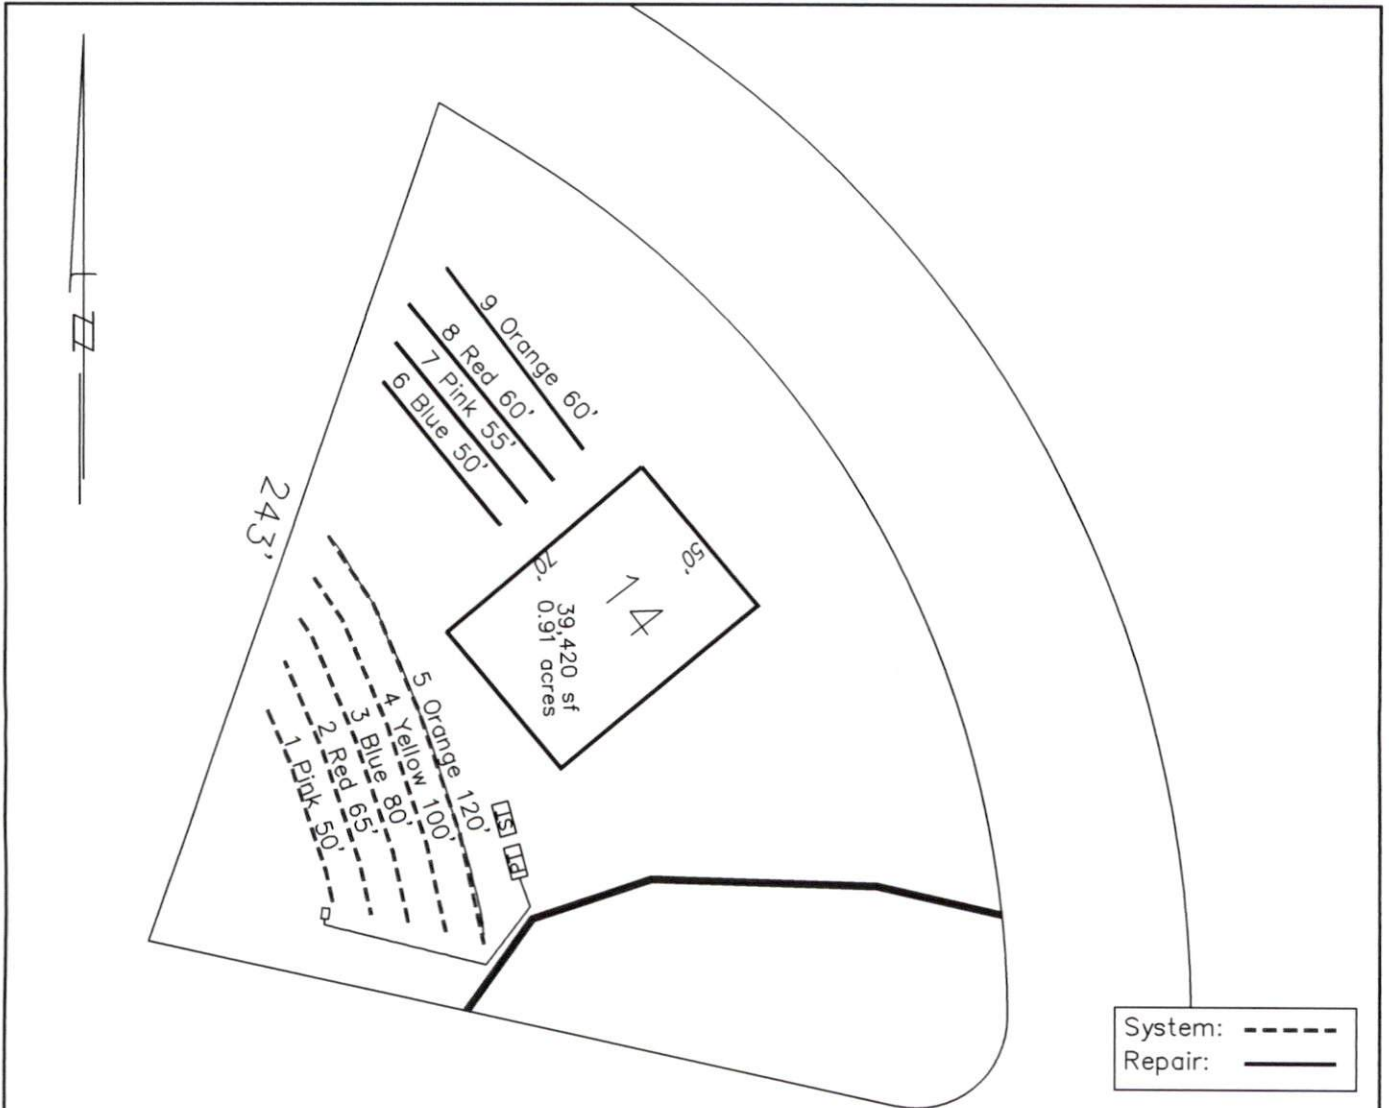 9 Orange 60'
8 Red 60'
7 Pink 55'
6 Blue 50'
243'
50'
70'
14
39,420 sf
0.91 acres
5 Orange 120'
4 Yellow 100'
3 Blue 80'
2 Red 65'
1 Pink 50'
ST
PT
System:
Repair: